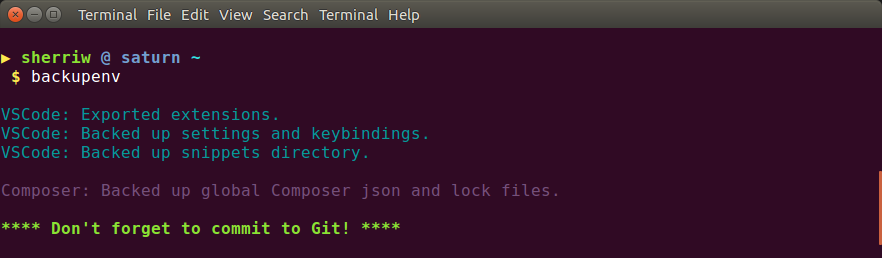 Terminal File Edit View Search Terminal Help
▶ sherriw @ saturn ~
$ backupenv
VSCode: Exported extensions.
VSCode: Backed up settings and keybindings.
VSCode: Backed up snippets directory.
Composer: Backed up global Composer json and lock files.
**** Don't forget to commit to Git! ****